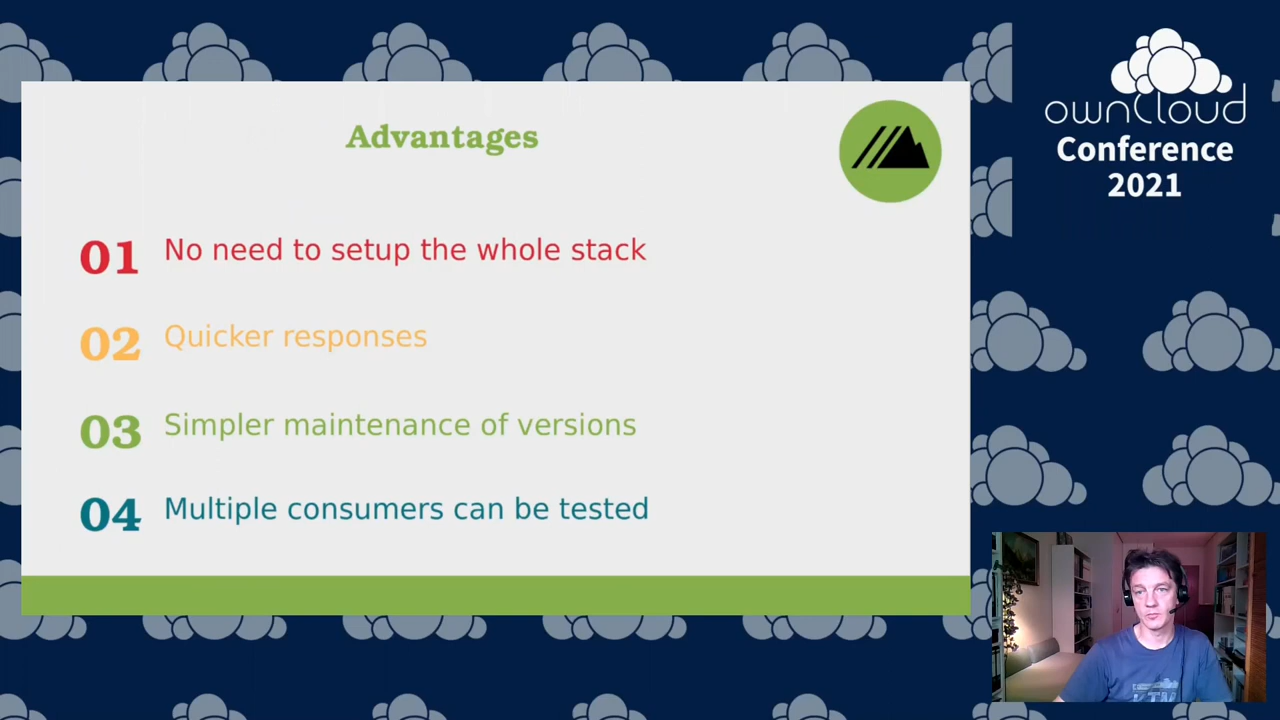 Advantages
01 No need to setup the whole stack
02 Quicker responses
03 Simpler maintenance of versions
04 Multiple consumers can be tested
ownCloud
Conference
2021